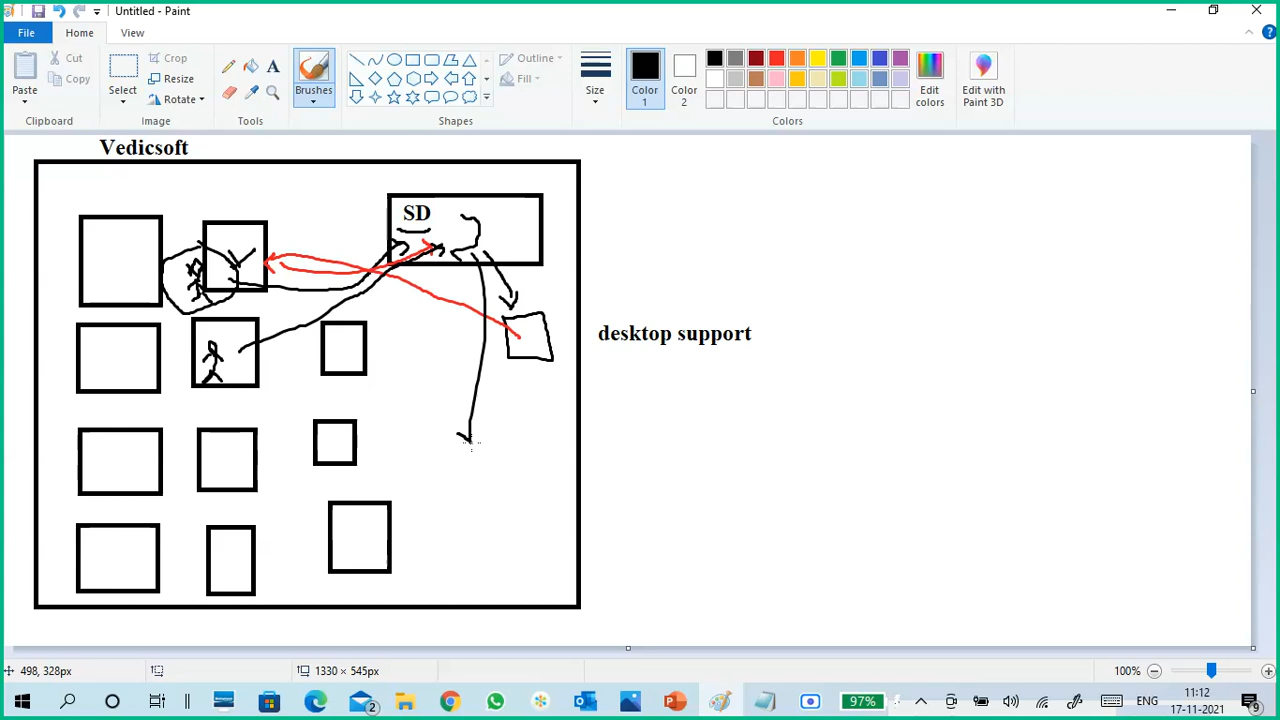 Untitled - Paint
File
Home
View
Paste
Cut
Copy
Clipboard
Select
Crop
Resize
Rotate
Image
Tools
Brushes
Shapes
Outline
Fill
Size
Color 1
Color 2
Edit colors
Colors
Edit with Paint 3D
Vedicsoft
SD
desktop support
498, 328px
1330 × 545px
100%
2
97%
ENG
11:12
17-11-2021
9